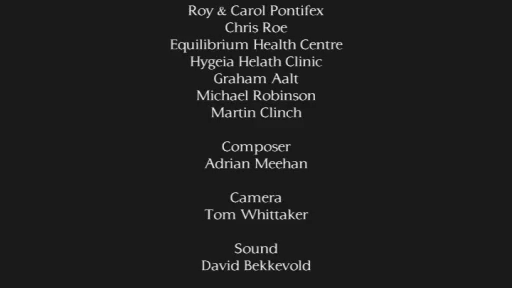 Roy & Carol Pontifex
Chris Roe
Equilibrium Health Centre
Hygeia Helath Clinic
Graham Aalt
Michael Robinson
Martin Clinch
Composer
Adrian Meehan
Camera
Tom Whittaker
Sound
David Bekkevold